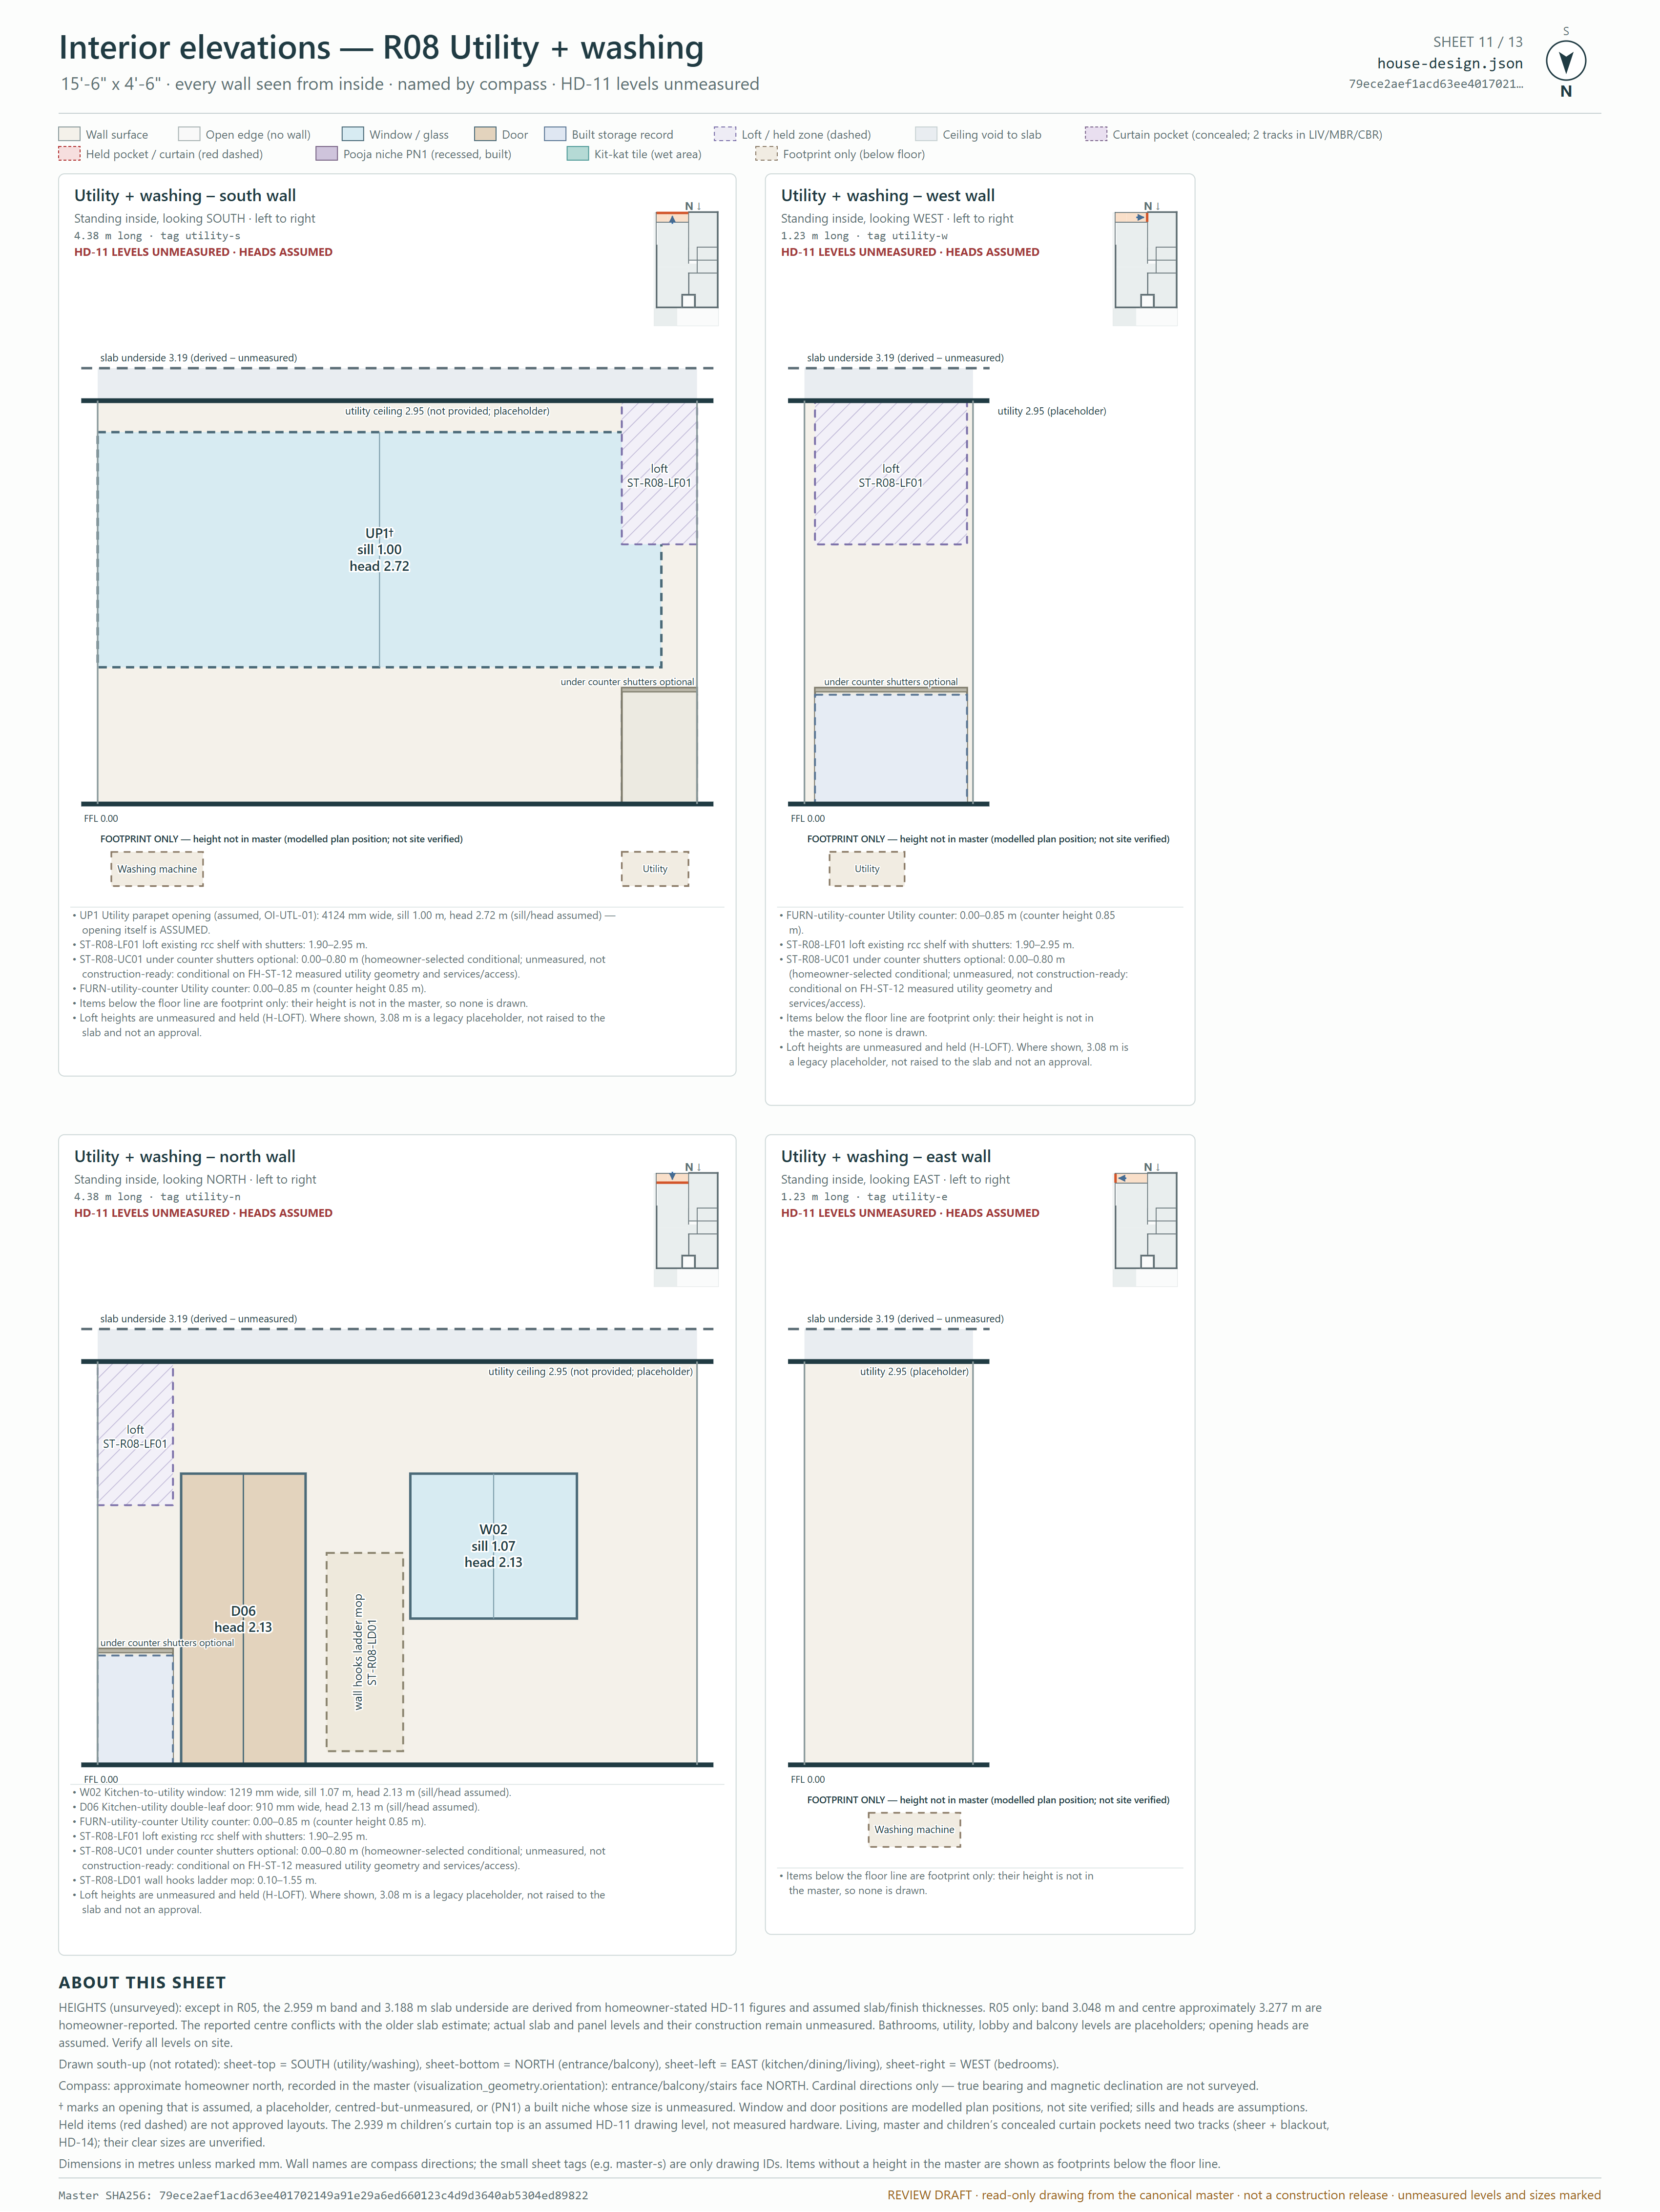 Interior elevations — R08 Utility + washing
15'-6" x 4'-6" · every wall seen from inside · named by compass · HD-11 levels unmeasured
SHEET 11 / 13
house-design.json
79ece2aef1acd63ee4017021…
S
N
Wall surface
Open edge (no wall)
Window / glass
Door
Built storage record
Loft / held zone (dashed)
Ceiling void to slab
Curtain pocket (concealed; 2 tracks in LIV/MBR/CBR)
Held pocket / curtain (red dashed)
Pooja niche PN1 (recessed, built)
Kit-kat tile (wet area)
Footprint only (below floor)
Utility + washing – south wall
Standing inside, looking SOUTH · left to right
4.38 m long · tag utility-s
HD-11 LEVELS UNMEASURED · HEADS ASSUMED
N ↓
slab underside 3.19 (derived – unmeasured)
utility ceiling 2.95 (not provided; placeholder)
loft
ST-R08-LF01
UP1†
sill 1.00
head 2.72
under counter shutters optional
FFL 0.00
FOOTPRINT ONLY — height not in master (modelled plan position; not site verified)
Washing machine
Utility
• UP1 Utility parapet opening (assumed, OI-UTL-01): 4124 mm wide, sill 1.00 m, head 2.72 m (sill/head assumed) —
opening itself is ASSUMED.
• ST-R08-LF01 loft existing rcc shelf with shutters: 1.90–2.95 m.
• ST-R08-UC01 under counter shutters optional: 0.00–0.80 m (homeowner-selected conditional; unmeasured, not
construction-ready: conditional on FH-ST-12 measured utility geometry and services/access).
• FURN-utility-counter Utility counter: 0.00–0.85 m (counter height 0.85 m).
• Items below the floor line are footprint only: their height is not in the master, so none is drawn.
• Loft heights are unmeasured and held (H-LOFT). Where shown, 3.08 m is a legacy placeholder, not raised to the
slab and not an approval.
Utility + washing – west wall
Standing inside, looking WEST · left to right
1.23 m long · tag utility-w
HD-11 LEVELS UNMEASURED · HEADS ASSUMED
N ↓
slab underside 3.19 (derived – unmeasured)
utility 2.95 (placeholder)
loft
ST-R08-LF01
under counter shutters optional
FFL 0.00
FOOTPRINT ONLY — height not in master (modelled plan position; not site verified)
Utility
• FURN-utility-counter Utility counter: 0.00–0.85 m (counter height 0.85
m).
• ST-R08-LF01 loft existing rcc shelf with shutters: 1.90–2.95 m.
• ST-R08-UC01 under counter shutters optional: 0.00–0.80 m
(homeowner-selected conditional; unmeasured, not construction-ready:
conditional on FH-ST-12 measured utility geometry and
services/access).
• Items below the floor line are footprint only: their height is not in
the master, so none is drawn.
• Loft heights are unmeasured and held (H-LOFT). Where shown, 3.08 m is
a legacy placeholder, not raised to the slab and not an approval.
Utility + washing – north wall
Standing inside, looking NORTH · left to right
4.38 m long · tag utility-n
HD-11 LEVELS UNMEASURED · HEADS ASSUMED
N ↓
slab underside 3.19 (derived – unmeasured)
utility ceiling 2.95 (not provided; placeholder)
loft
ST-R08-LF01
W02
sill 1.07
head 2.13
D06
head 2.13
wall hooks ladder mop
ST-R08-LD01
under counter shutters optional
FFL 0.00
• W02 Kitchen-to-utility window: 1219 mm wide, sill 1.07 m, head 2.13 m (sill/head assumed).
• D06 Kitchen-utility double-leaf door: 910 mm wide, head 2.13 m (sill/head assumed).
• FURN-utility-counter Utility counter: 0.00–0.85 m (counter height 0.85 m).
• ST-R08-LF01 loft existing rcc shelf with shutters: 1.90–2.95 m.
• ST-R08-UC01 under counter shutters optional: 0.00–0.80 m (homeowner-selected conditional; unmeasured, not
construction-ready: conditional on FH-ST-12 measured utility geometry and services/access).
• ST-R08-LD01 wall hooks ladder mop: 0.10–1.55 m.
• Loft heights are unmeasured and held (H-LOFT). Where shown, 3.08 m is a legacy placeholder, not raised to the
slab and not an approval.
Utility + washing – east wall
Standing inside, looking EAST · left to right
1.23 m long · tag utility-e
HD-11 LEVELS UNMEASURED · HEADS ASSUMED
N ↓
slab underside 3.19 (derived – unmeasured)
utility 2.95 (placeholder)
FFL 0.00
FOOTPRINT ONLY — height not in master (modelled plan position; not site verified)
Washing machine
• Items below the floor line are footprint only: their height is not in
the master, so none is drawn.
ABOUT THIS SHEET
HEIGHTS (unsurveyed): except in R05, the 2.959 m band and 3.188 m slab underside are derived from homeowner-stated HD-11 figures and assumed slab/finish thicknesses. R05 only: band 3.048 m and centre approximately 3.277 m are
homeowner-reported. The reported centre conflicts with the older slab estimate; actual slab and panel levels and their construction remain unmeasured. Bathrooms, utility, lobby and balcony levels are placeholders; opening heads are
assumed. Verify all levels on site.
Drawn south-up (not rotated): sheet-top = SOUTH (utility/washing), sheet-bottom = NORTH (entrance/balcony), sheet-left = EAST (kitchen/dining/living), sheet-right = WEST (bedrooms).
Compass: approximate homeowner north, recorded in the master (visualization_geometry.orientation): entrance/balcony/stairs face NORTH. Cardinal directions only — true bearing and magnetic declination are not surveyed.
† marks an opening that is assumed, a placeholder, centred-but-unmeasured, or (PN1) a built niche whose size is unmeasured. Window and door positions are modelled plan positions, not site verified; sills and heads are assumptions.
Held items (red dashed) are not approved layouts. The 2.939 m children's curtain top is an assumed HD-11 drawing level, not measured hardware. Living, master and children's concealed curtain pockets need two tracks (sheer + blackout,
HD-14); their clear sizes are unverified.
Dimensions in metres unless marked mm. Wall names are compass directions; the small sheet tags (e.g. master-s) are only drawing IDs. Items without a height in the master are shown as footprints below the floor line.
Master SHA256: 79ece2aef1acd63ee401702149a91e29a6ed660123c4d9d3640ab5304ed89822
REVIEW DRAFT · read-only drawing from the canonical master · not a construction release · unmeasured levels and sizes marked